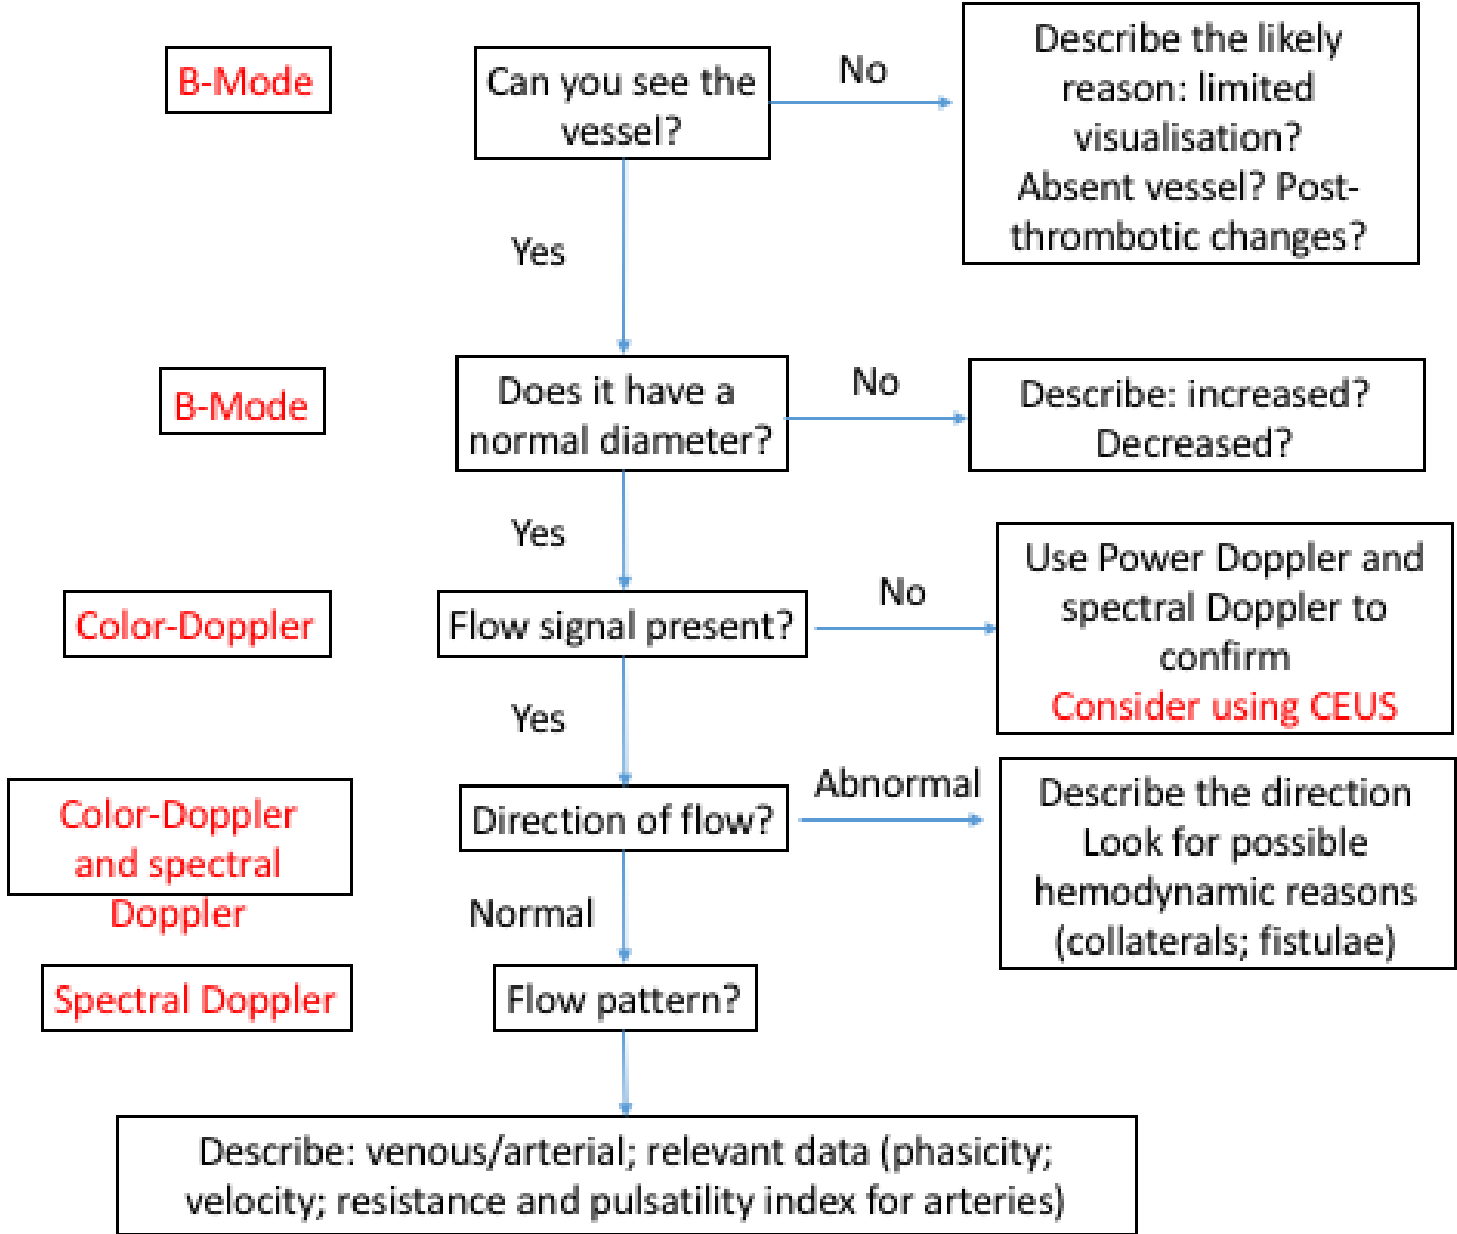 B-Mode
Can you see the
vessel?
No
Describe the likely
reason: limited
visualisation?
Absent vessel? Post-
thrombotic changes?
Yes
B-Mode
Does it have a
normal diameter?
No
Describe: increased?
Decreased?
Yes
Color-Doppler
Flow signal present?
No
Use Power Doppler and
spectral Doppler to
confirm
Consider using CEUS
Yes
Color-Doppler
and spectral
Doppler
Direction of flow?
Abnormal
Describe the direction
Look for possible
hemodynamic reasons
(collaterals; fistulae)
Normal
Spectral Doppler
Flow pattern?
Describe: venous/arterial; relevant data (phasicity;
velocity; resistance and pulsatility index for arteries)